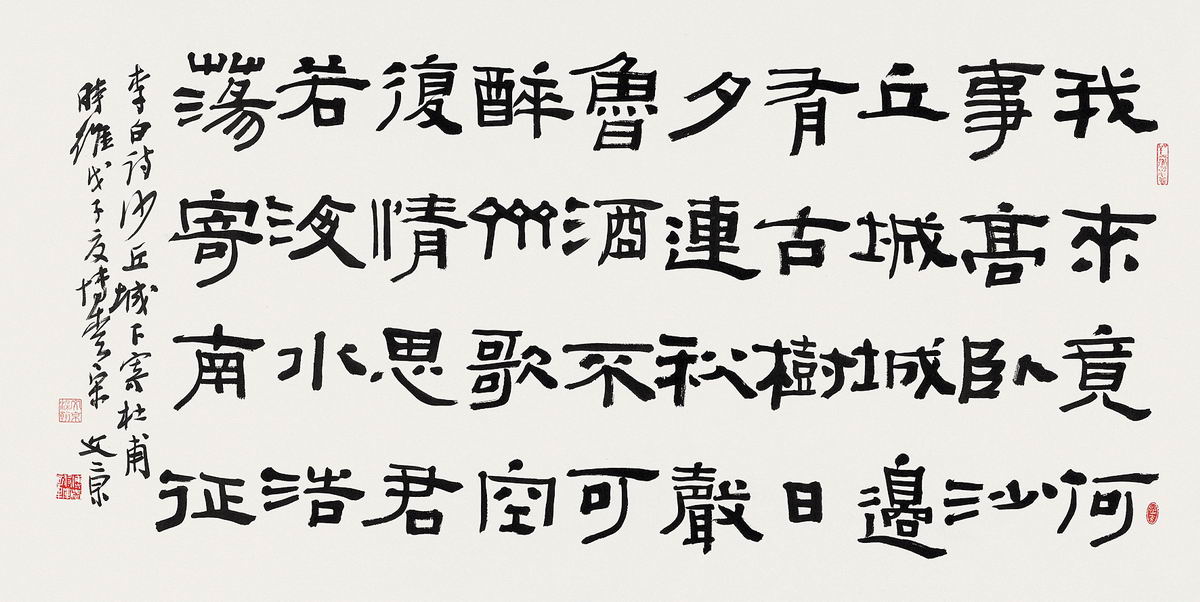 我來竟何
事高臥沙
丘城城邊
有古樹日
夕連秋聲
魯酒不可
醉齊歌空
復情思君
若汶水浩
蕩寄南征
李白詩沙丘城下寄杜甫
時維戊子夏博